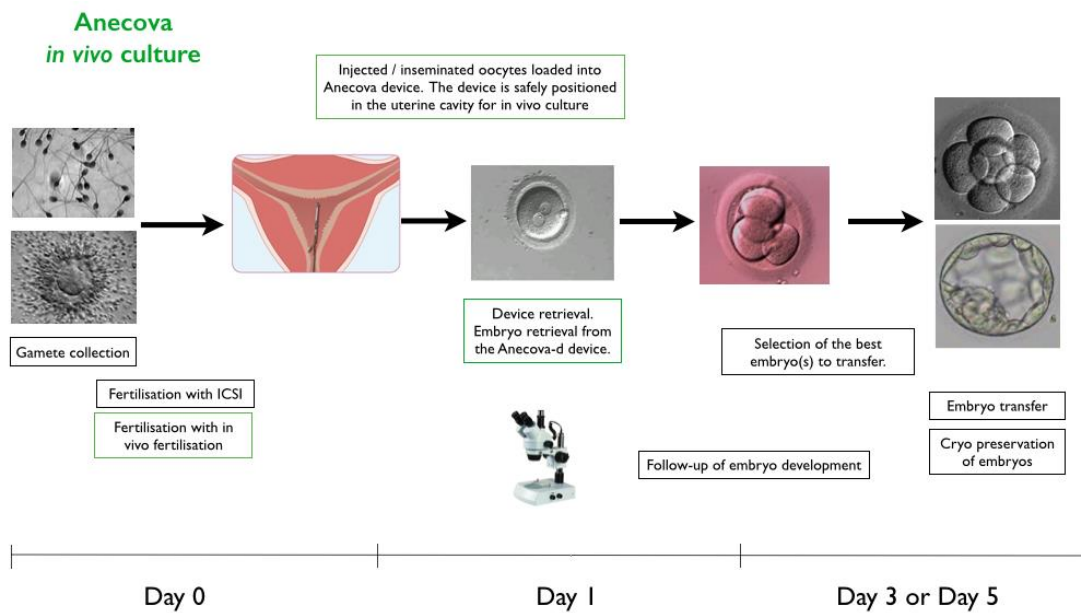 Anecova
in vivo culture
Injected / inseminated oocytes loaded into
Anecova device. The device is safely positioned
in the uterine cavity for in vivo culture
Gamete collection
Fertilisation with ICSI
Fertilisation with in
vivo fertilisation
Device retrieval.
Embryo retrieval from
the Anecova-d device.
Selection of the best
embryo(s) to transfer.
Follow-up of embryo development
Embryo transfer
Cryo preservation
of embryos
Day 0
Day 1
Day 3 or Day 5